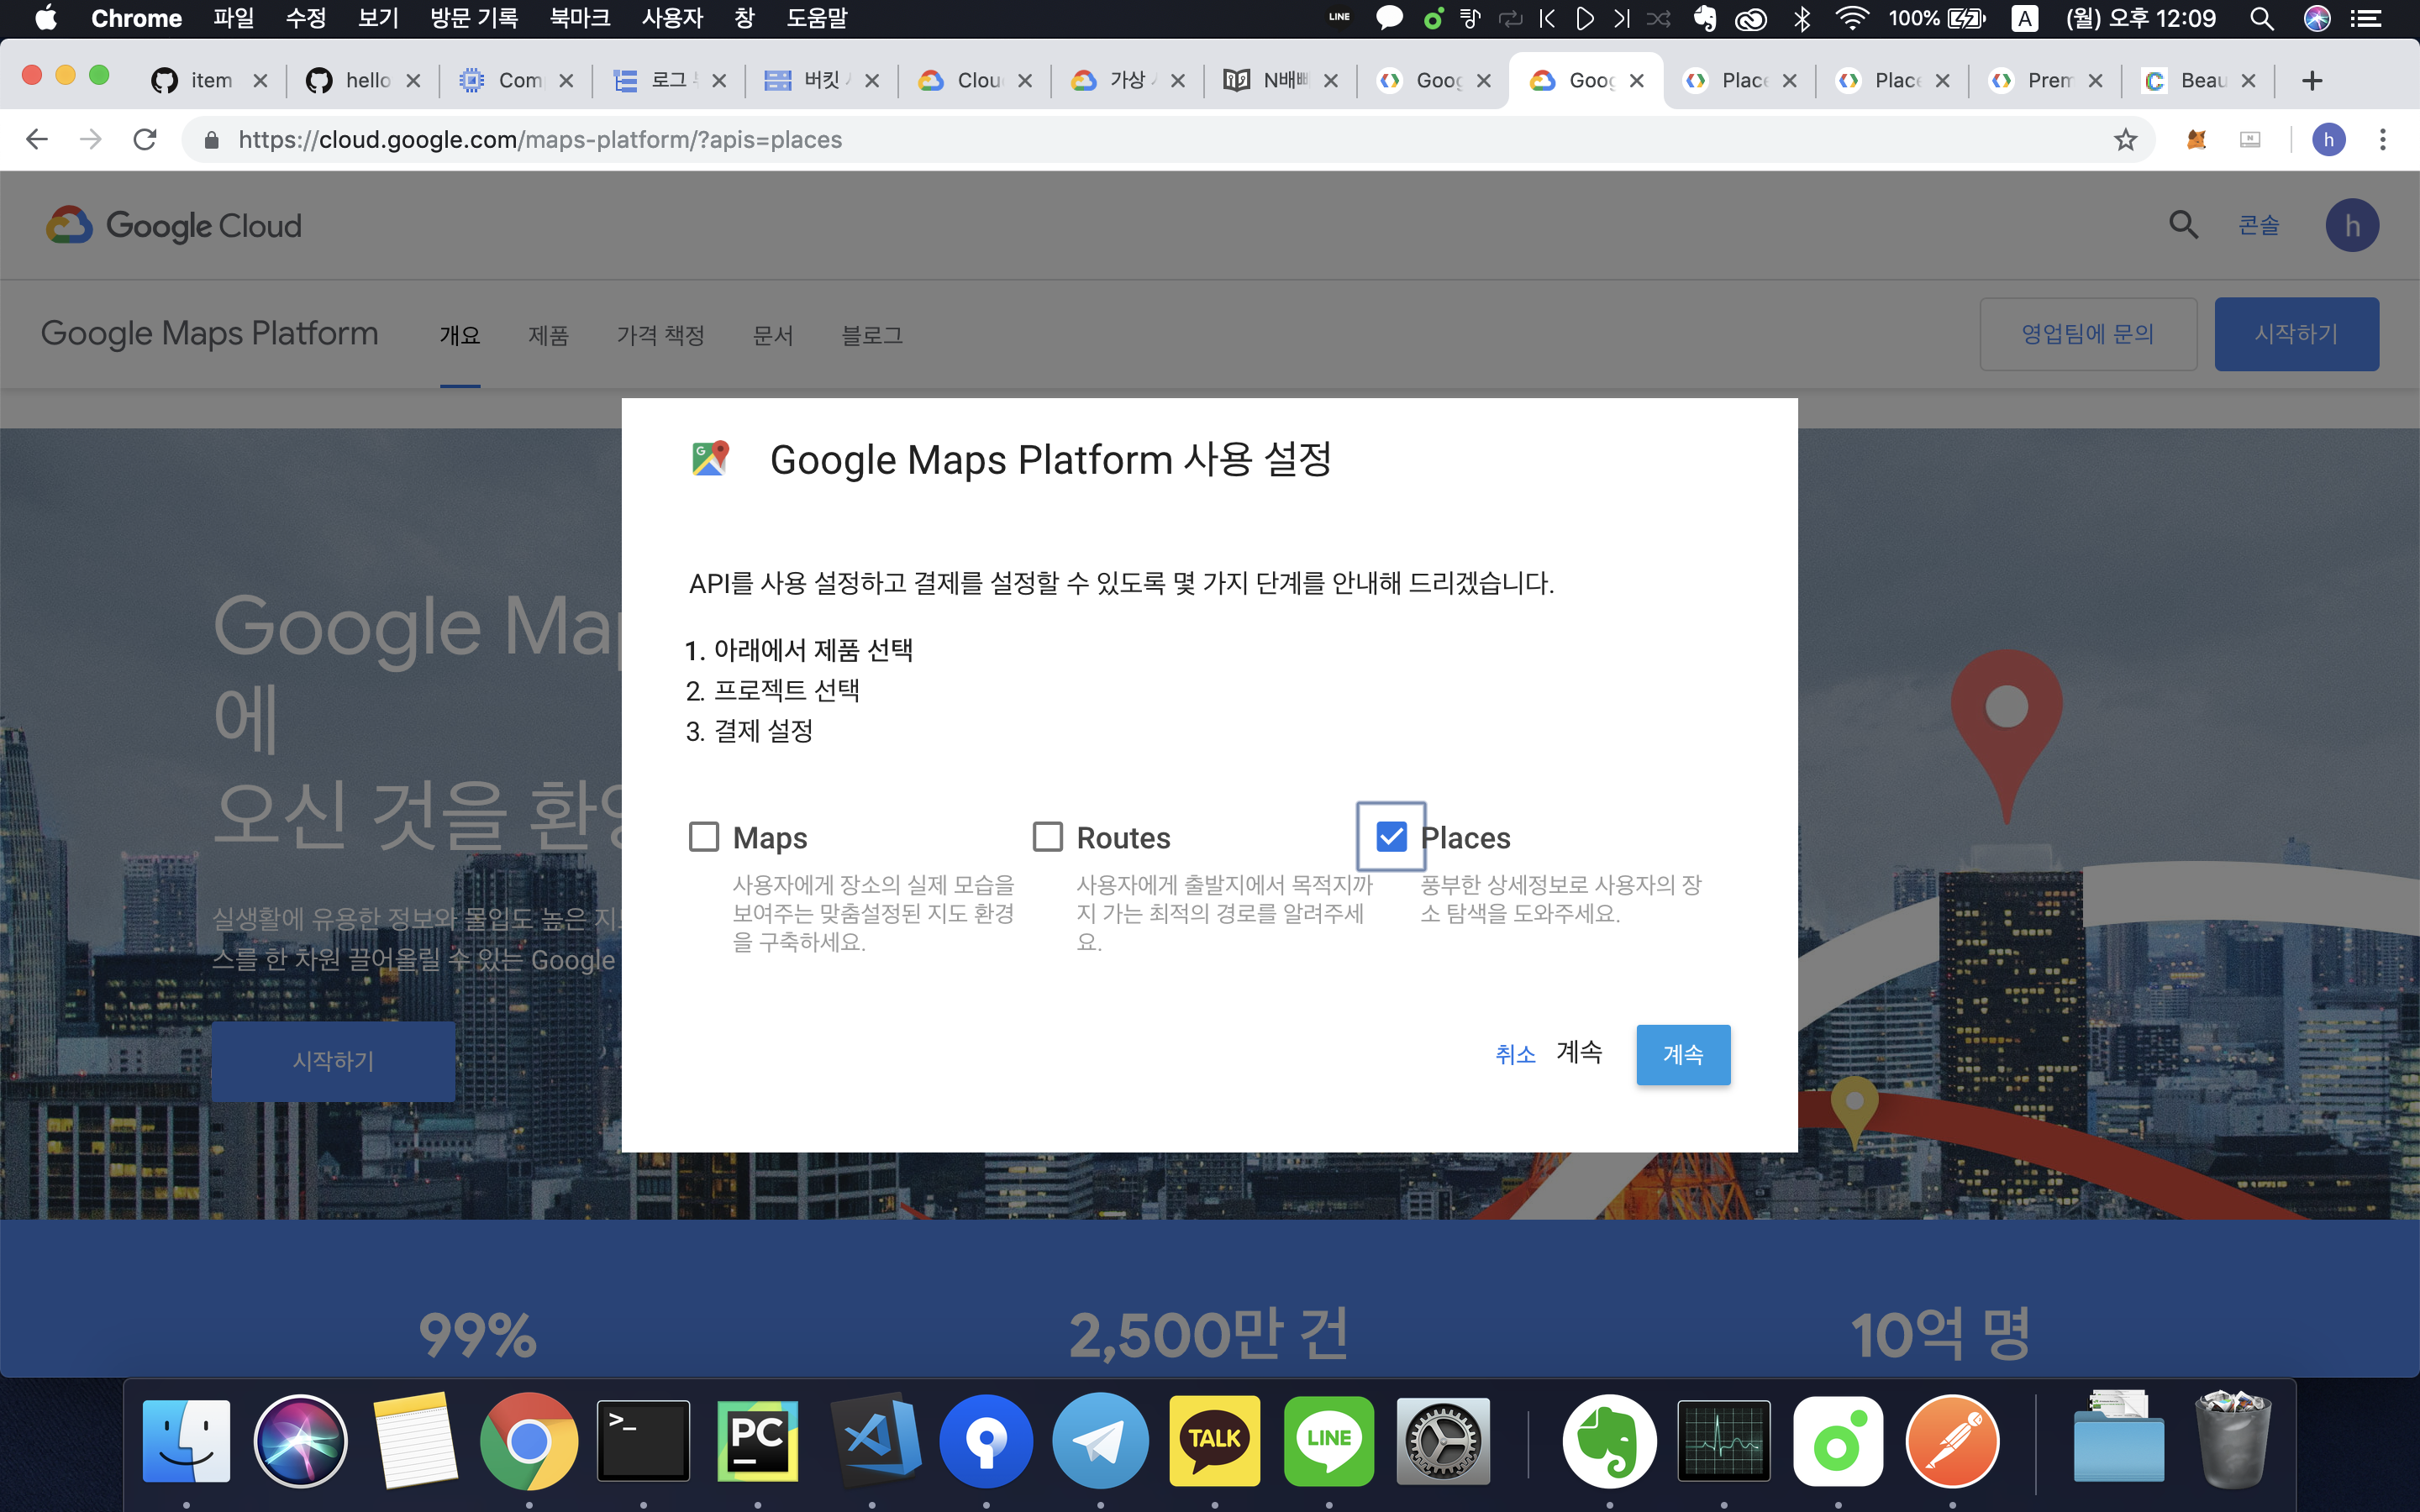 Chrome 파일 수정 보기 방문 기록 북마크 사용자 창 도움말 LINE 100% A (월) 오후 12:09
item hello Com 로그 버킷 Clou 가상 N배빠 Goog Goog Place Place Prem Beau
https://cloud.google.com/maps-platform/?apis=places h
Google Cloud 콘솔 h
Google Maps Platform 개요 제품 가격 책정 문서 블로그 영업팀에 문의 시작하기
Google Maps Platform 사용 설정
API를 사용 설정하고 결제를 설정할 수 있도록 몇 가지 단계를 안내해 드리겠습니다.
1. 아래에서 제품 선택
2. 프로젝트 선택
3. 결제 설정
Maps
사용자에게 장소의 실제 모습을
보여주는 맞춤설정된 지도 환경
을 구축하세요.
Routes
사용자에게 출발지에서 목적지까
지 가는 최적의 경로를 알려주세
요.
Places
풍부한 상세정보로 사용자의 장
소 탐색을 도와주세요.
취소 계속 계속
Google Ma
에
오신 것을 환영
실생활에 유용한 정보와 몰입도 높은 지
스를 한 차원 끌어올릴 수 있는 Google
시작하기
99% 2,500만 건 10억 명
>_ PC TALK LINE